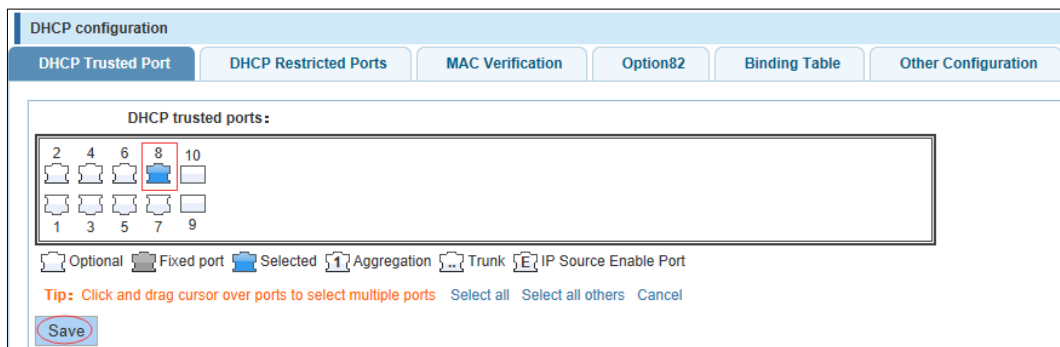 DHCP configuration
DHCP Trusted Port DHCP Restricted Ports MAC Verification Option82 Binding Table Other Configuration
DHCP trusted ports:
2 4 6 8 10
1 3 5 7 9
Optional Fixed port Selected 1 Aggregation .. Trunk E IP Source Enable Port
Tip: Click and drag cursor over ports to select multiple ports Select all Select all others Cancel
Save